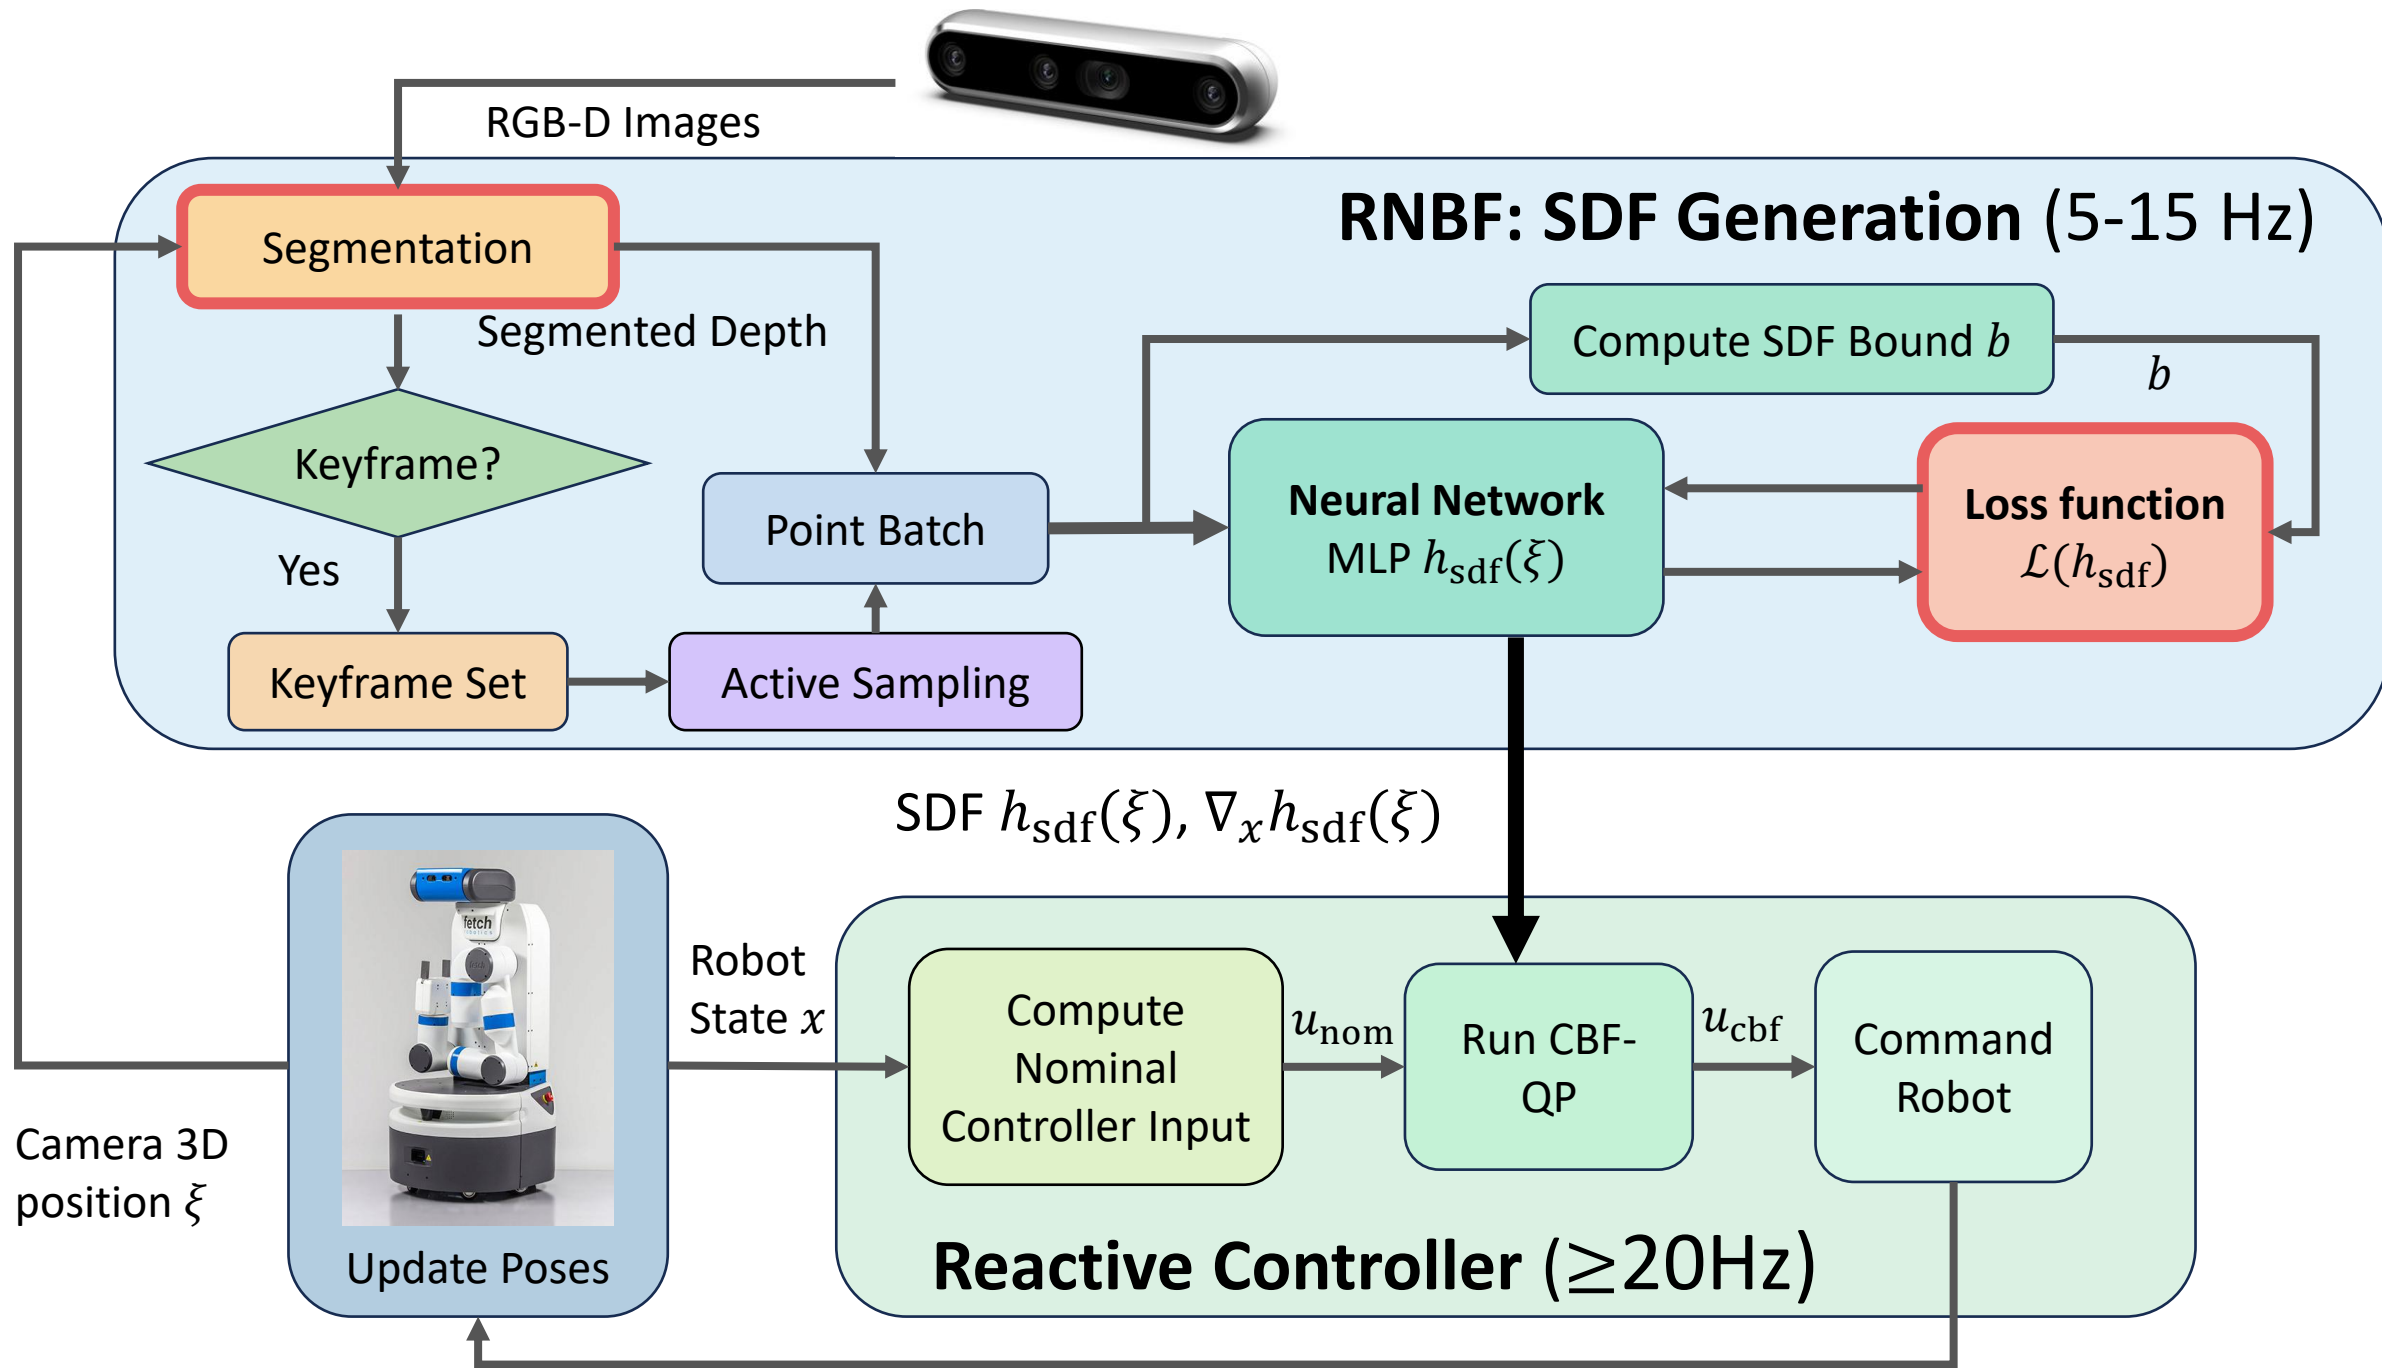 RGB-D Images
RNBF: SDF Generation (5-15 Hz)
Segmentation
Segmented Depth
Compute SDF Bound b
b
Keyframe?
Yes
Point Batch
Neural Network
MLP h_sdf(ξ)
Loss function
ℒ(h_sdf)
Keyframe Set
Active Sampling
SDF h_sdf(ξ), ∇_x h_sdf(ξ)
fetch
Update Poses
Camera 3D
position ξ
Robot
State x
Compute
Nominal
Controller Input
u_nom
Run CBF-
QP
u_cbf
Command
Robot
Reactive Controller (≥20Hz)